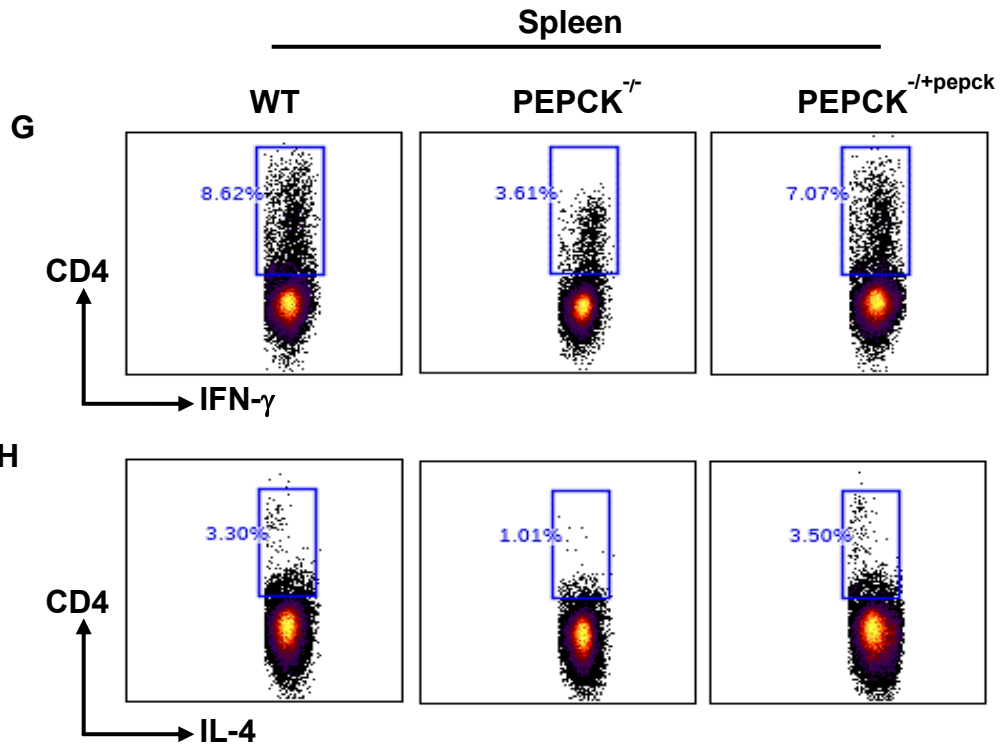 Spleen
WT PEPCK-/- PEPCK-/+pepck
G
8.62% 3.61% 7.07%
CD4
IFN-γ
H
3.30% 1.01% 3.50%
CD4
IL-4